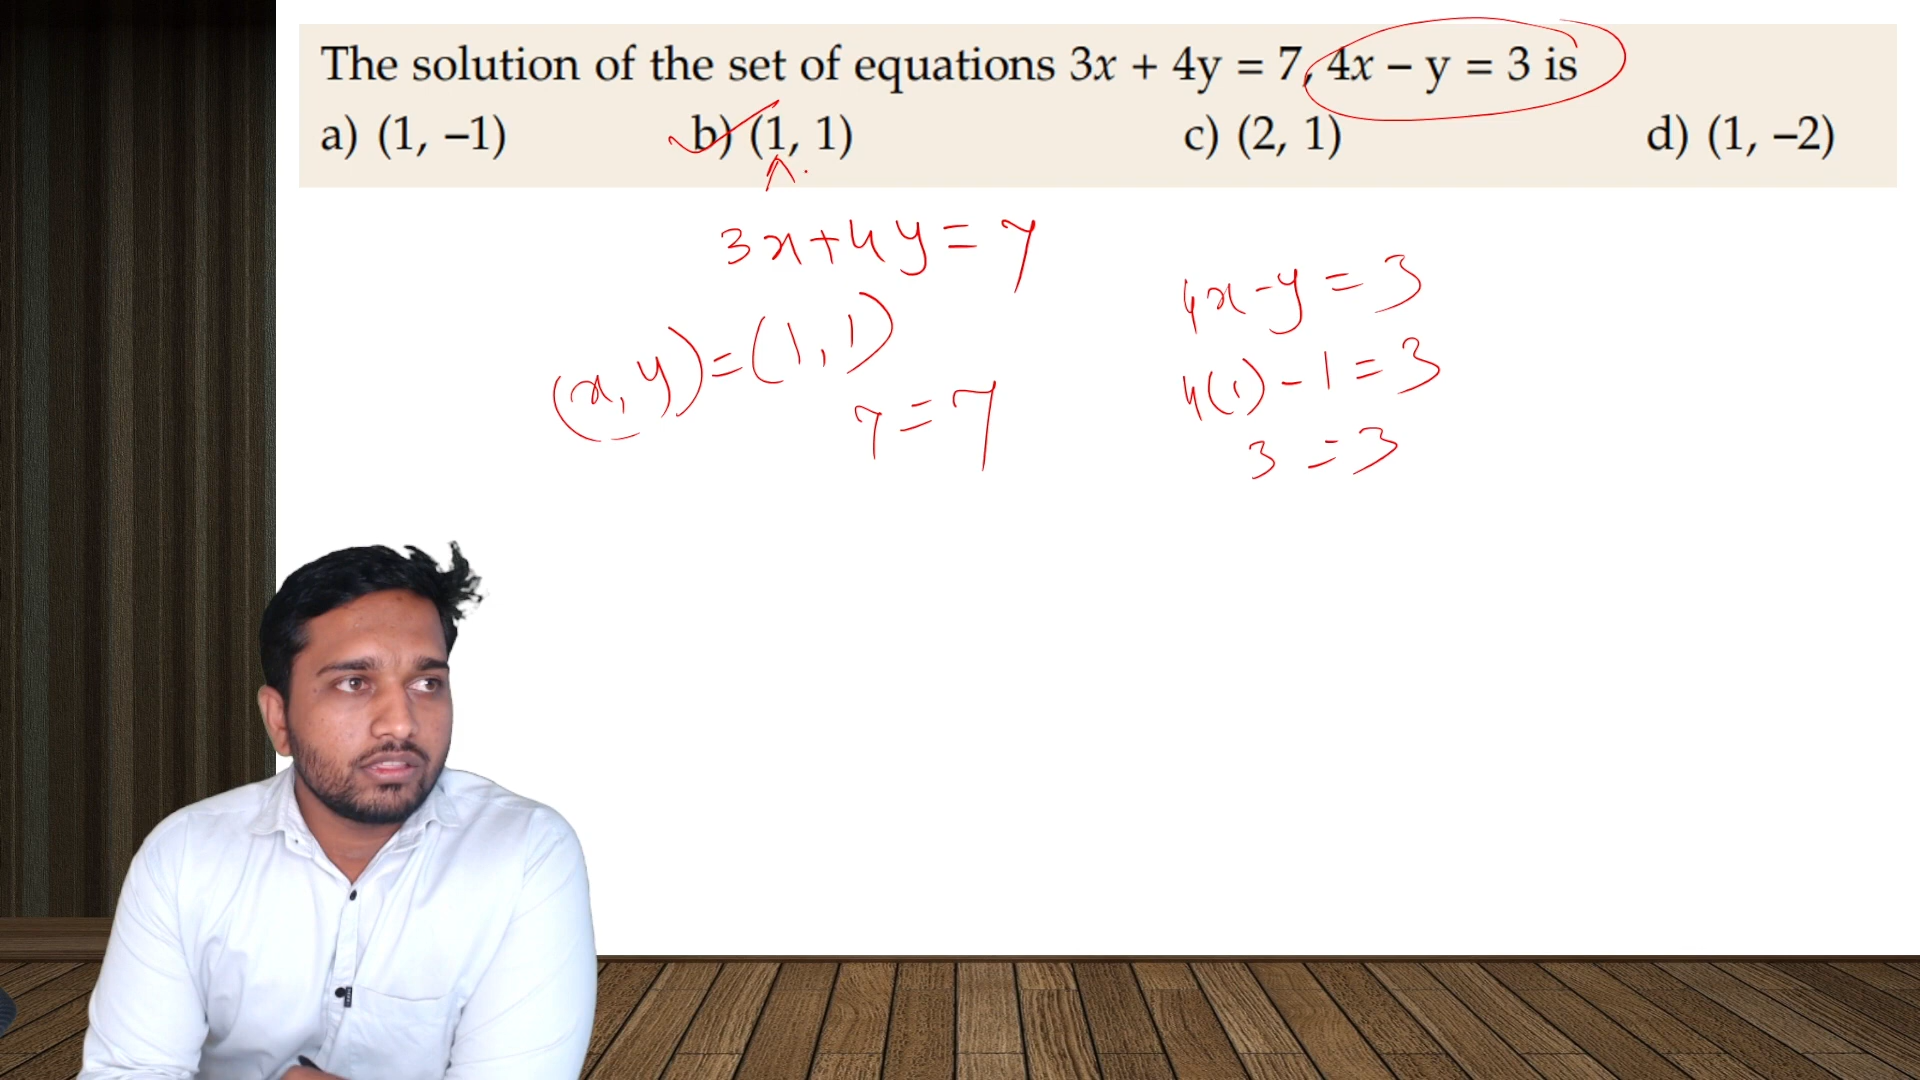 The solution of the set of equations 3x + 4y = 7, 4x – y = 3 is
a) (1, –1) b) (1, 1) c) (2, 1) d) (1, –2)
3x+4y = 7
(x, y) = (1, 1)
7 = 7
4x - y = 3
4(1) - 1 = 3
3 = 3